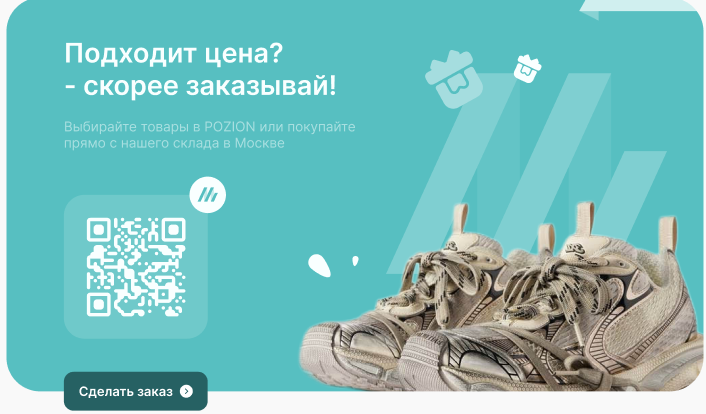 Подходит цена?
- скорее заказывай!
Выбирайте товары в POZION или покупайте
прямо с нашего склада в Москве
Сделать заказ